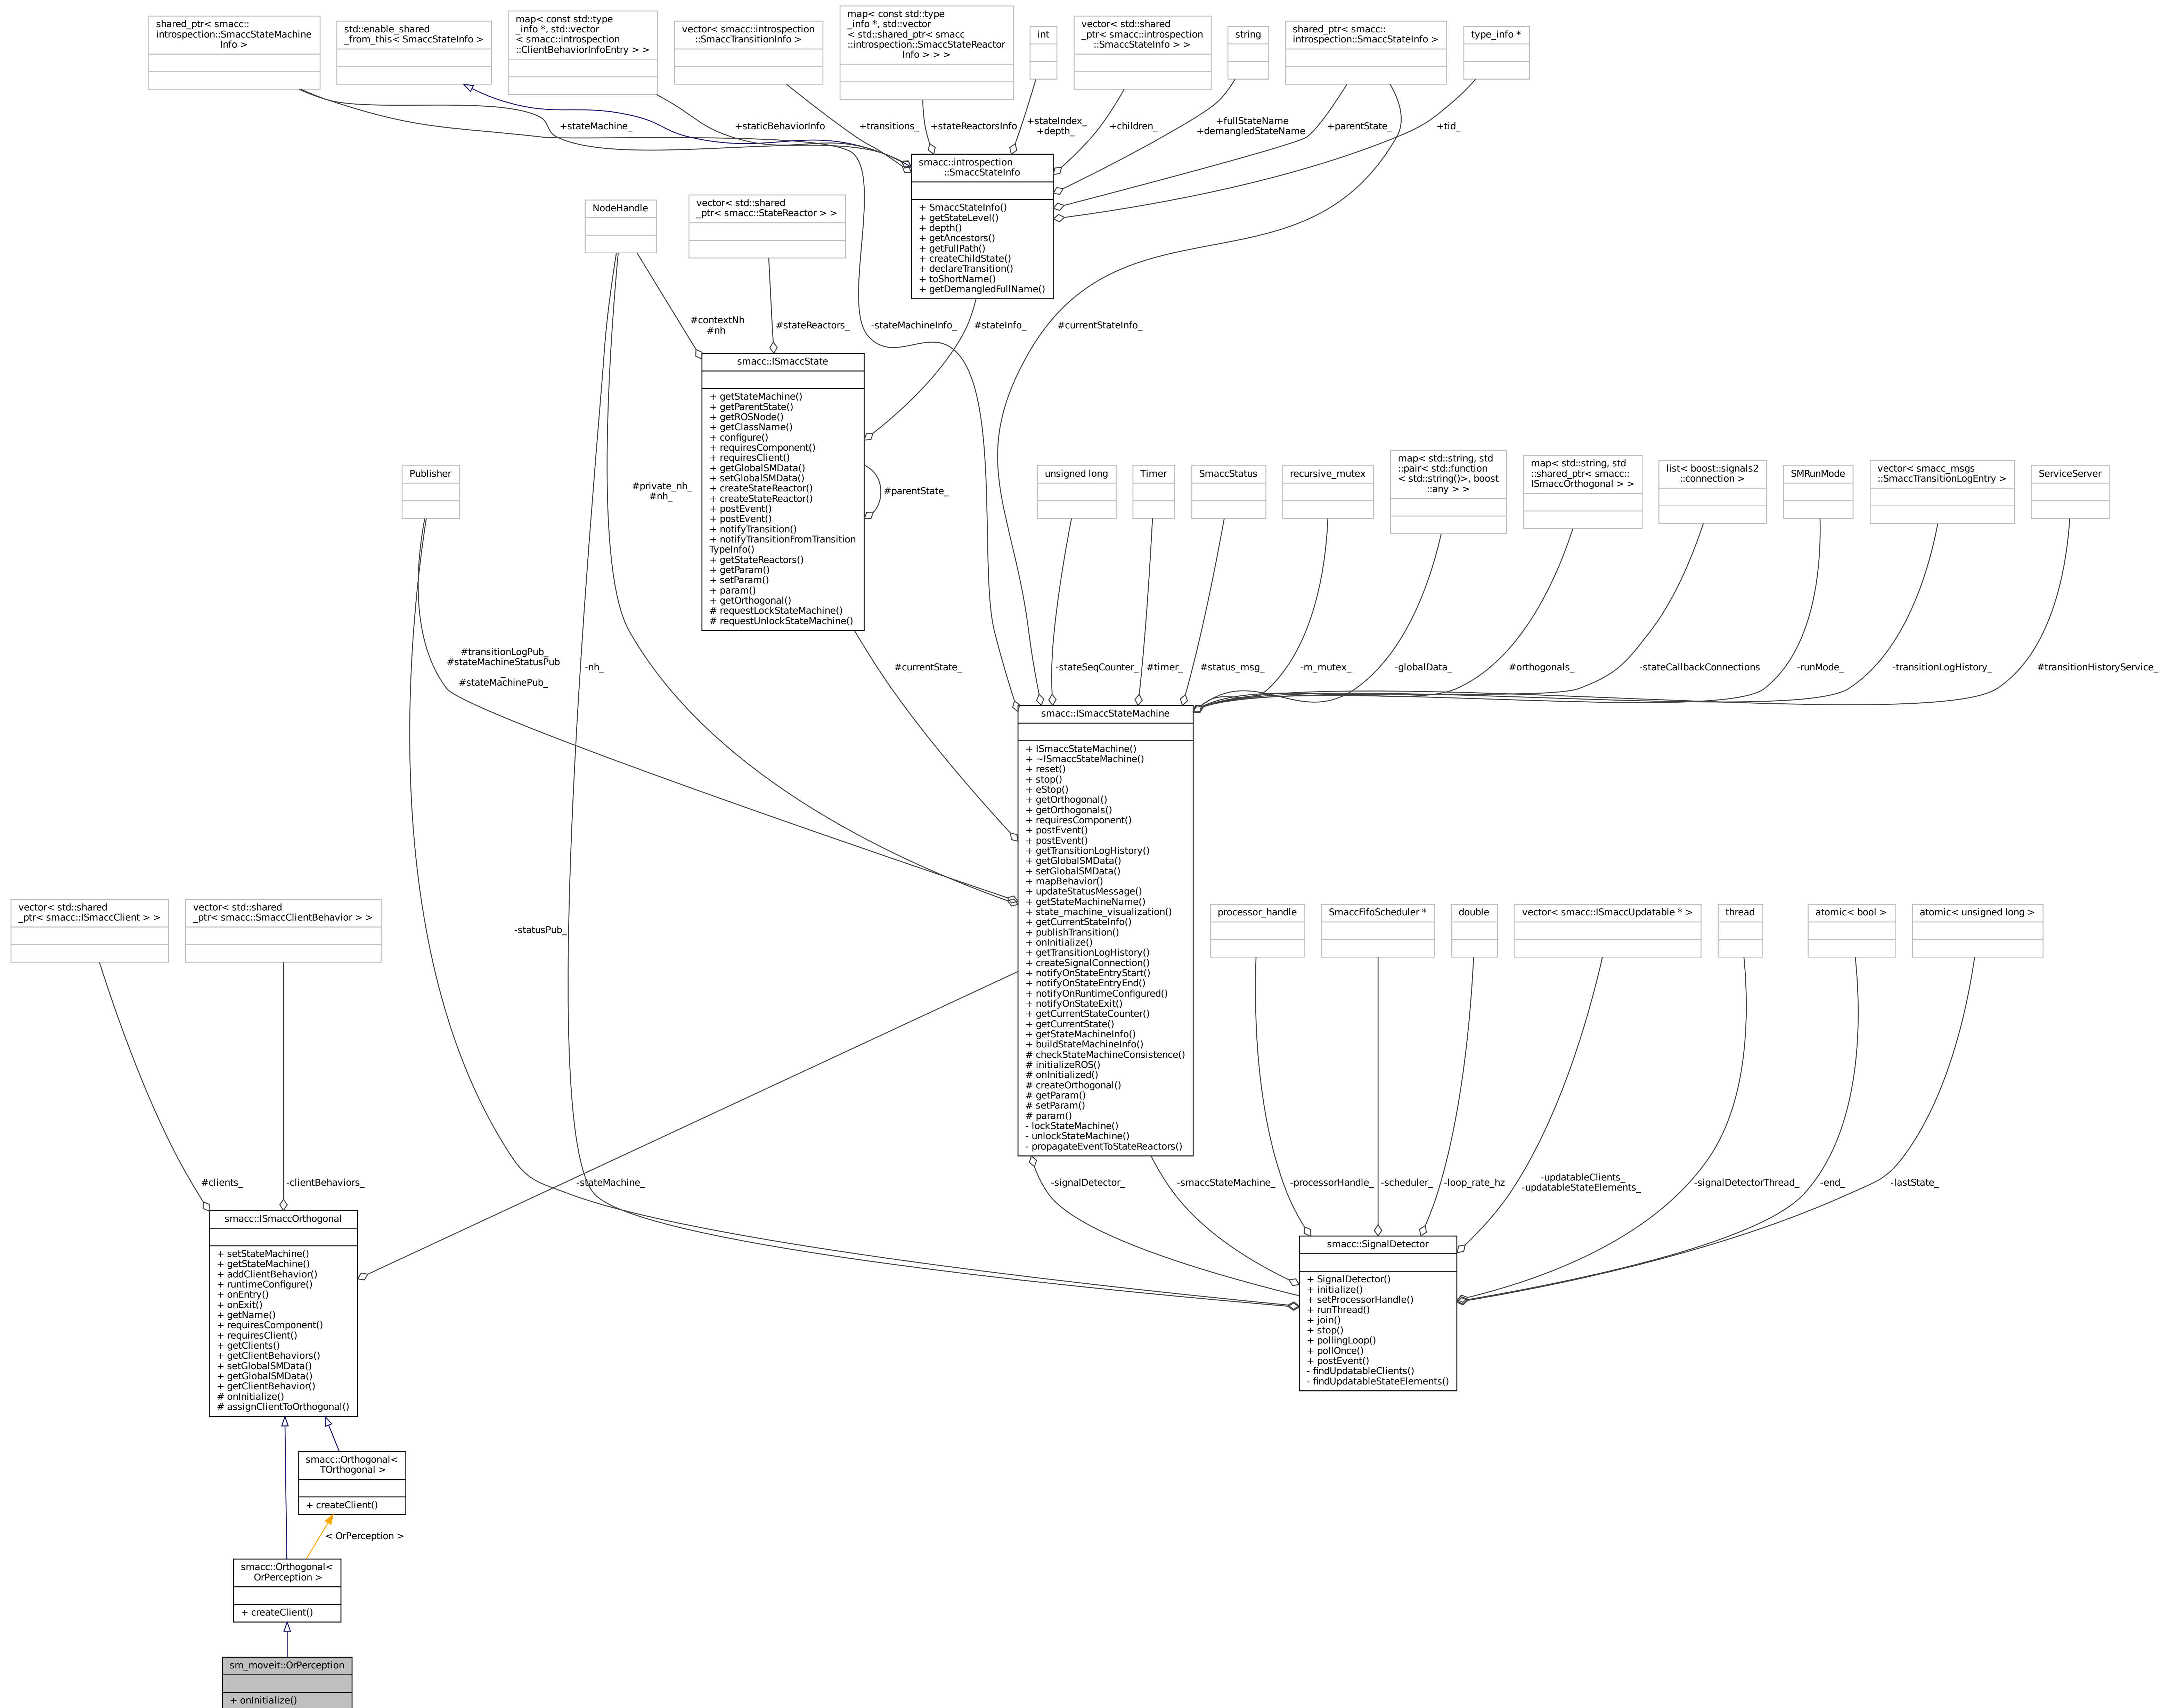 shared_ptr< smacc::
introspection::SmaccStateMachine
Info >
std::enable_shared
_from_this< SmaccStateInfo >
map< const std::type
_info *, std::vector
< smacc::introspection
::ClientBehaviorInfoEntry > >
vector< smacc::introspection
::SmaccTransitionInfo >
map< const std::type
_info *, std::vector
< std::shared_ptr< smacc
::introspection::SmaccStateReactor
Info > > >
int
vector< std::shared
_ptr< smacc::introspection
::SmaccStateInfo > >
string
shared_ptr< smacc::
introspection::SmaccStateInfo >
type_info *
+stateMachine_
+staticBehaviorInfo
+transitions_
+stateReactorsInfo
+stateIndex_
+depth_
+children_
+fullStateName
+demangledStateName
+parentState_
+tid_
smacc::introspection
::SmaccStateInfo
+ SmaccStateInfo()
+ getStateLevel()
+ depth()
+ getAncestors()
+ getFullPath()
+ createChildState()
+ declareTransition()
+ toShortName()
+ getDemangledFullName()
NodeHandle
vector< std::shared
_ptr< smacc::StateReactor > >
#contextNh
#nh
#stateReactors_
-stateMachineInfo_
#stateInfo_
#currentStateInfo_
smacc::ISmaccState
+ getStateMachine()
+ getParentState()
+ getROSNode()
+ getClassName()
+ configure()
+ requiresComponent()
+ requiresClient()
+ getGlobalSMData()
+ setGlobalSMData()
+ createStateReactor()
+ createStateReactor()
+ postEvent()
+ postEvent()
+ notifyTransition()
+ notifyTransitionFromTransition
TypeInfo()
+ getStateReactors()
+ getParam()
+ setParam()
+ param()
+ getOrthogonal()
# requestLockStateMachine()
# requestUnlockStateMachine()
#parentState_
Publisher
#private_nh_
#nh_
unsigned long
Timer
SmaccStatus
recursive_mutex
map< std::string, std
::pair< std::function
< std::string()>, boost
::any > >
map< std::string, std
::shared_ptr< smacc::
ISmaccOrthogonal > >
list< boost::signals2
::connection >
SMRunMode
vector< smacc_msgs
::SmaccTransitionLogEntry >
ServiceServer
#transitionLogPub_
#stateMachineStatusPub
_
#stateMachinePub_
-nh_
#currentState_
-stateSeqCounter_
#timer_
#status_msg_
-m_mutex_
-globalData_
#orthogonals_
-stateCallbackConnections
-runMode_
-transitionLogHistory_
#transitionHistoryService_
smacc::ISmaccStateMachine
+ ISmaccStateMachine()
+ ~ISmaccStateMachine()
+ reset()
+ stop()
+ eStop()
+ getOrthogonal()
+ getOrthogonals()
+ requiresComponent()
+ postEvent()
+ postEvent()
+ getTransitionLogHistory()
+ getGlobalSMData()
+ setGlobalSMData()
+ mapBehavior()
+ updateStatusMessage()
+ getStateMachineName()
+ state_machine_visualization()
+ getCurrentStateInfo()
+ publishTransition()
+ onInitialize()
+ getTransitionLogHistory()
+ createSignalConnection()
+ notifyOnStateEntryStart()
+ notifyOnStateEntryEnd()
+ notifyOnRuntimeConfigured()
+ notifyOnStateExit()
+ getCurrentStateCounter()
+ getCurrentState()
+ getStateMachineInfo()
+ buildStateMachineInfo()
# checkStateMachineConsistence()
# initializeROS()
# onInitialized()
# createOrthogonal()
# getParam()
# setParam()
# param()
- lockStateMachine()
- unlockStateMachine()
- propagateEventToStateReactors()
vector< std::shared
_ptr< smacc::ISmaccClient > >
vector< std::shared
_ptr< smacc::SmaccClientBehavior > >
-statusPub_
processor_handle
SmaccFifoScheduler *
double
vector< smacc::ISmaccUpdatable * >
thread
atomic< bool >
atomic< unsigned long >
#clients_
-clientBehaviors_
-stateMachine_
-signalDetector_
-smaccStateMachine_
-processorHandle_
-scheduler_
-loop_rate_hz
-updatableClients_
-updatableStateElements_
-signalDetectorThread_
-end_
-lastState_
smacc::ISmaccOrthogonal
+ setStateMachine()
+ getStateMachine()
+ addClientBehavior()
+ runtimeConfigure()
+ onEntry()
+ onExit()
+ getName()
+ requiresComponent()
+ requiresClient()
+ getClients()
+ getClientBehaviors()
+ setGlobalSMData()
+ getGlobalSMData()
+ getClientBehavior()
# onInitialize()
# assignClientToOrthogonal()
smacc::SignalDetector
+ SignalDetector()
+ initialize()
+ setProcessorHandle()
+ runThread()
+ join()
+ stop()
+ pollingLoop()
+ pollOnce()
+ postEvent()
- findUpdatableClients()
- findUpdatableStateElements()
smacc::Orthogonal<
TOrthogonal >
+ createClient()
< OrPerception >
smacc::Orthogonal<
OrPerception >
+ createClient()
sm_moveit::OrPerception
+ onInitialize()